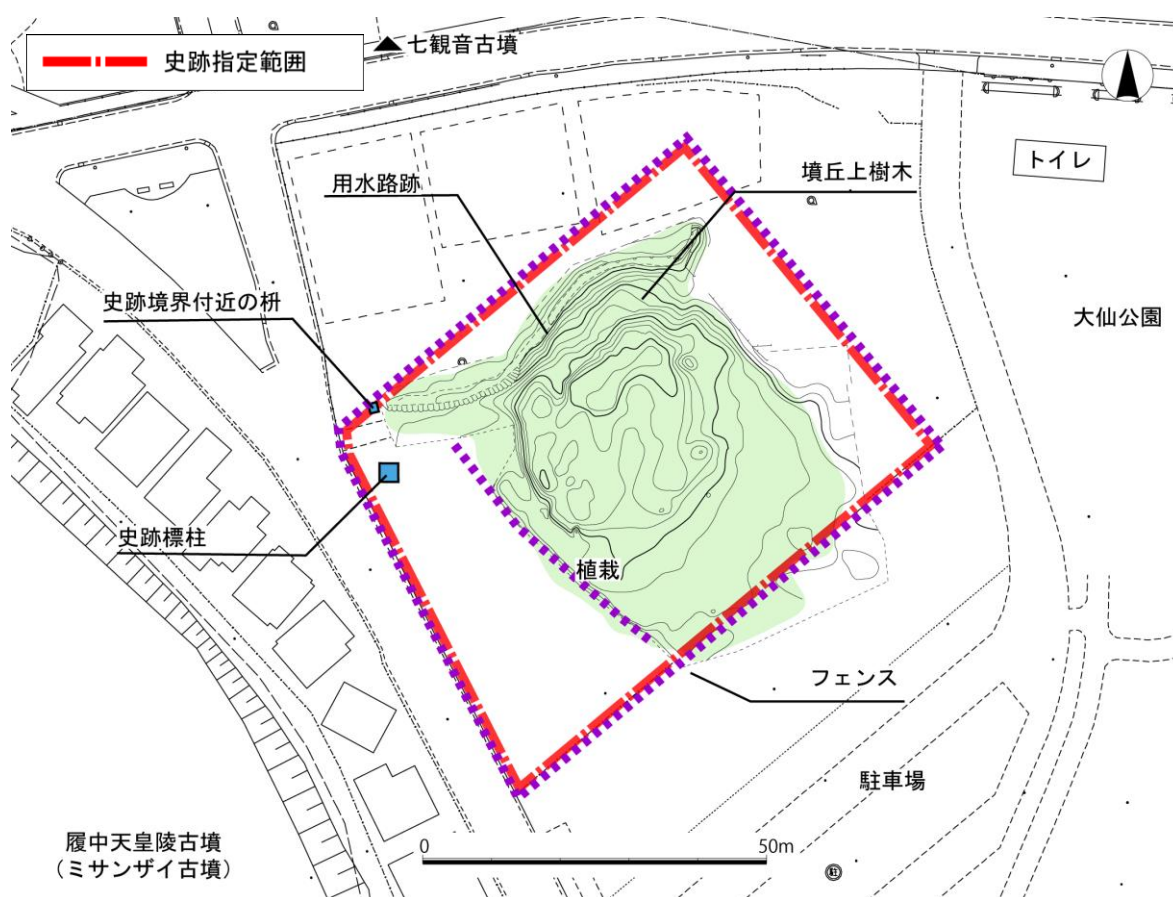 七観音古墳
史跡指定範囲
トイレ
用水路跡
墳丘上樹木
史跡境界付近の枡
大仙公園
史跡標柱
植栽
フェンス
駐車場
履中天皇陵古墳
（ミサンザイ古墳）
0
50m
駐